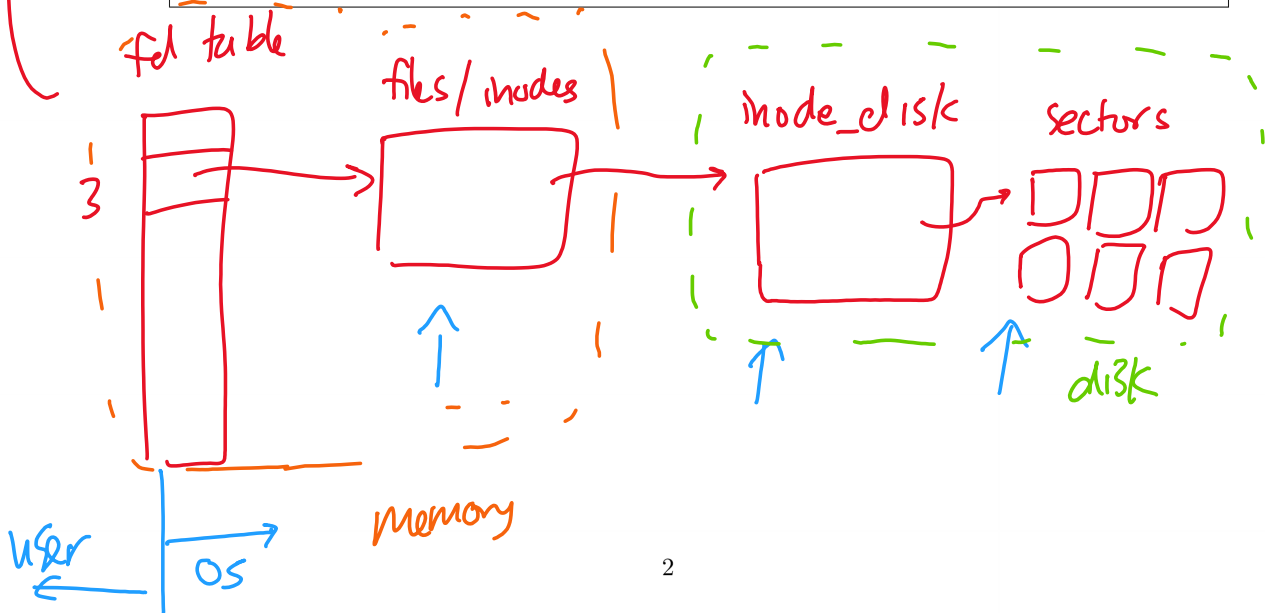 fd table
files/inodes
inode_disk
sectors
3
disk
memory
user
OS
2